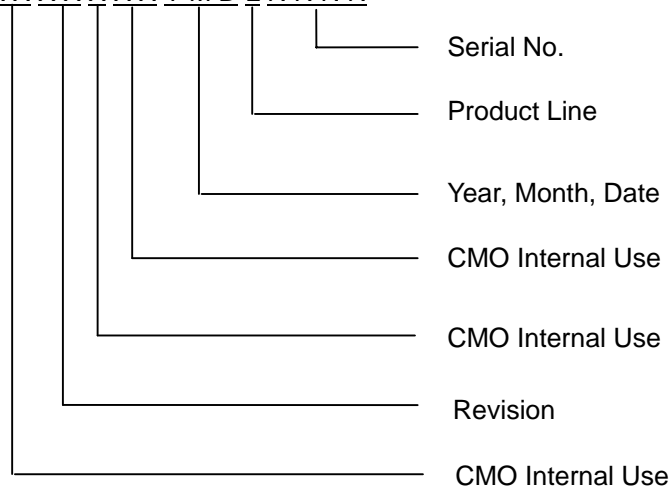 Serial No.
Product Line
Year, Month, Date
CMO Internal Use
CMO Internal Use
Revision
CMO Internal Use